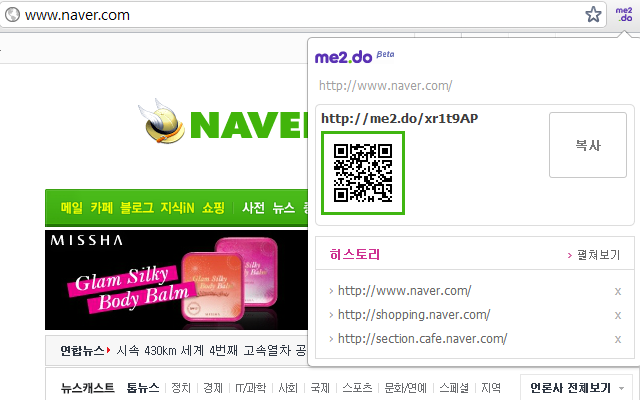 www.naver.com
me2.do
me2.do Beta
http://www.naver.com/
http://me2.do/xr1t9AP
복사
NAVER
메일 카페 블로그 지식iN 쇼핑 사전 뉴스
MISSHA
Glam Silky
Body Balm
히스토리
펼쳐보기
http://www.naver.com/ x
http://shopping.naver.com/ x
http://section.cafe.naver.com/ x
연합뉴스 시속 430km 세계 4번째 고속열차 공
뉴스캐스트 톱뉴스 정치 경제 IT/과학 사회 국제 스포츠 문화/연예 스페셜 지역 언론사 전체보기